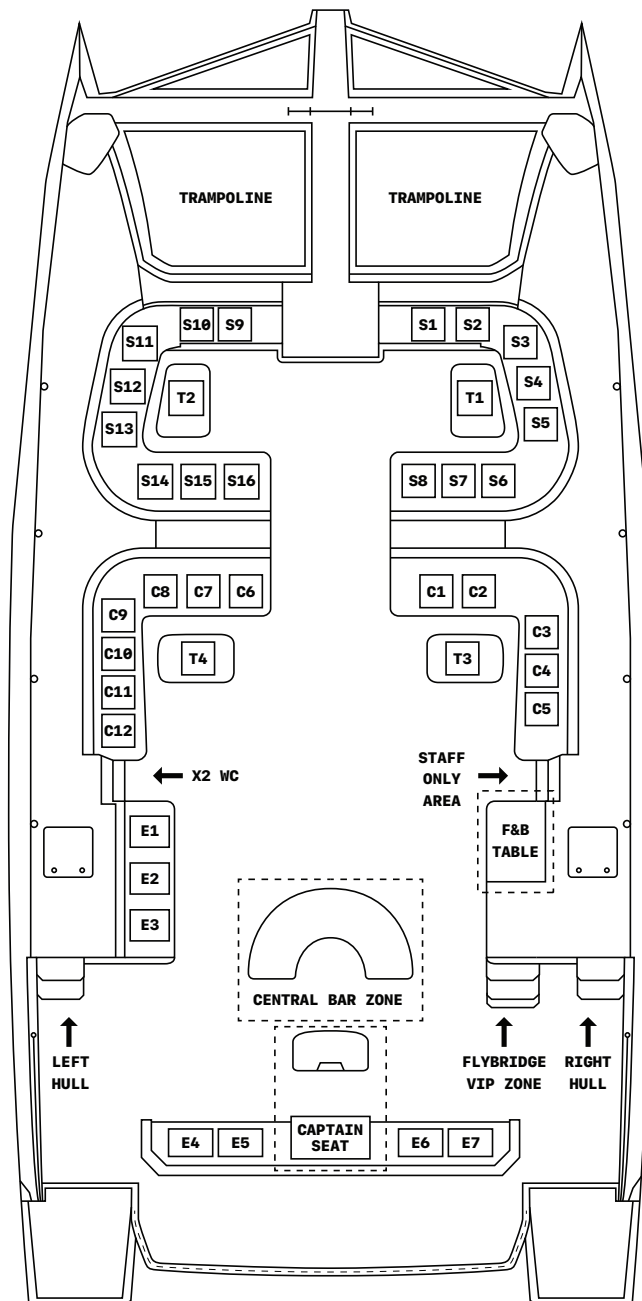 TRAMPOLINE
TRAMPOLINE
S10 S9
S1 S2
S11
S3
S12
S4
S13
S5
T2
T1
S14 S15 S16
S8 S7 S6
C8 C7 C6
C1 C2
C9
C3
C10
C4
C11
C5
C12
T4
T3
X2 WC
STAFF
ONLY
AREA
E1
E2
E3
F&B
TABLE
CENTRAL BAR ZONE
LEFT
HULL
FLYBRIDGE
VIP ZONE
RIGHT
HULL
E4 E5
CAPTAIN
SEAT
E6 E7